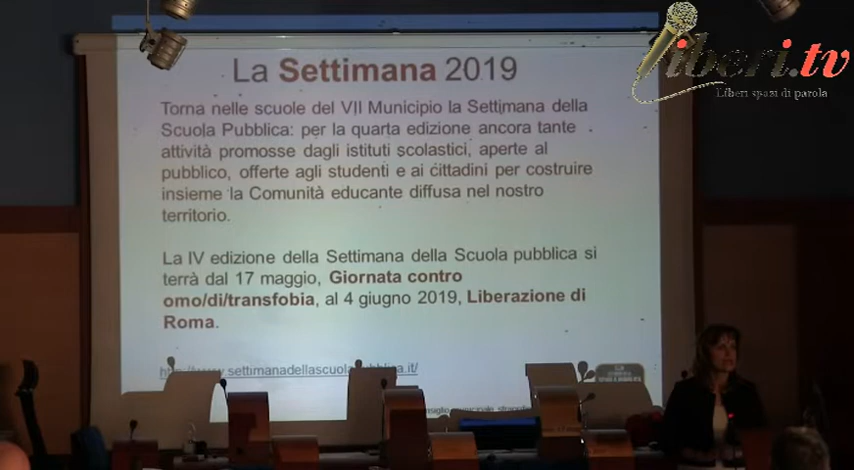 Liberi.tv
Liberi spazi di parola
La Settimana 2019
Torna nelle scuole del VII Municipio la Settimana della
Scuola Pubblica: per la quarta edizione ancora tante
attività promosse dagli istituti scolastici, aperte al
pubblico, offerte agli studenti e ai cittadini per costruire
insieme la Comunità educante diffusa nel nostro
territorio.
La IV edizione della Settimana della Scuola pubblica si
terrà dal 17 maggio, Giornata contro
omo/di/transfobia, al 4 giugno 2019, Liberazione di
Roma.